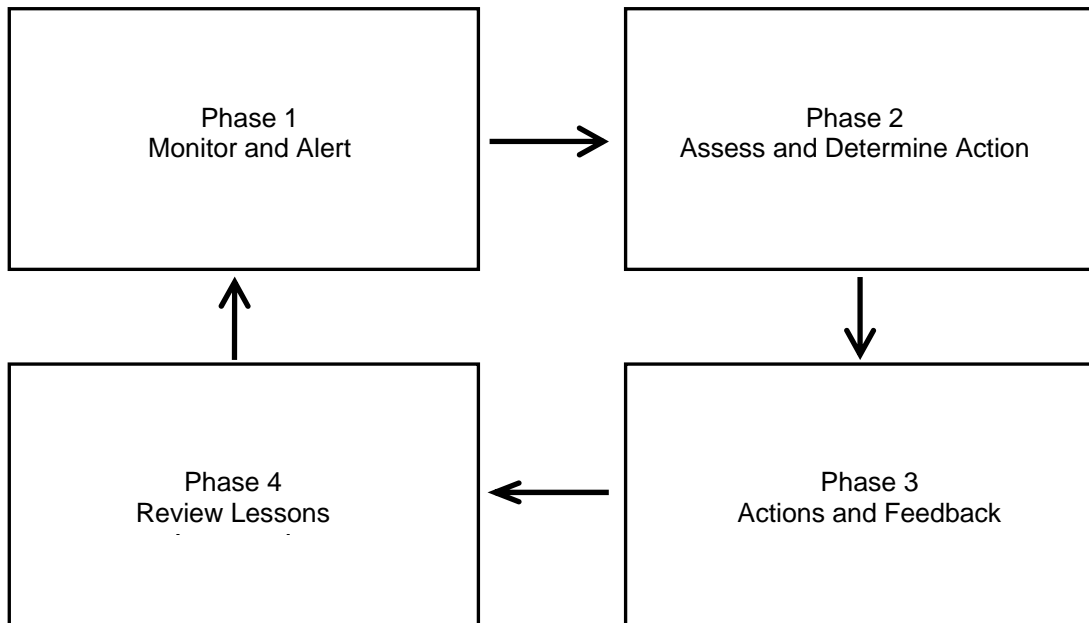 Phase 1
Monitor and Alert
Phase 2
Assess and Determine Action
Phase 4
Review Lessons
Phase 3
Actions and Feedback